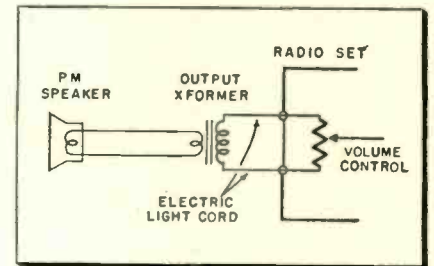 RADIO SET
PM
SPEAKER
OUTPUT
XFORMER
VOLUME
CONTROL
ELECTRIC
LIGHT CORD